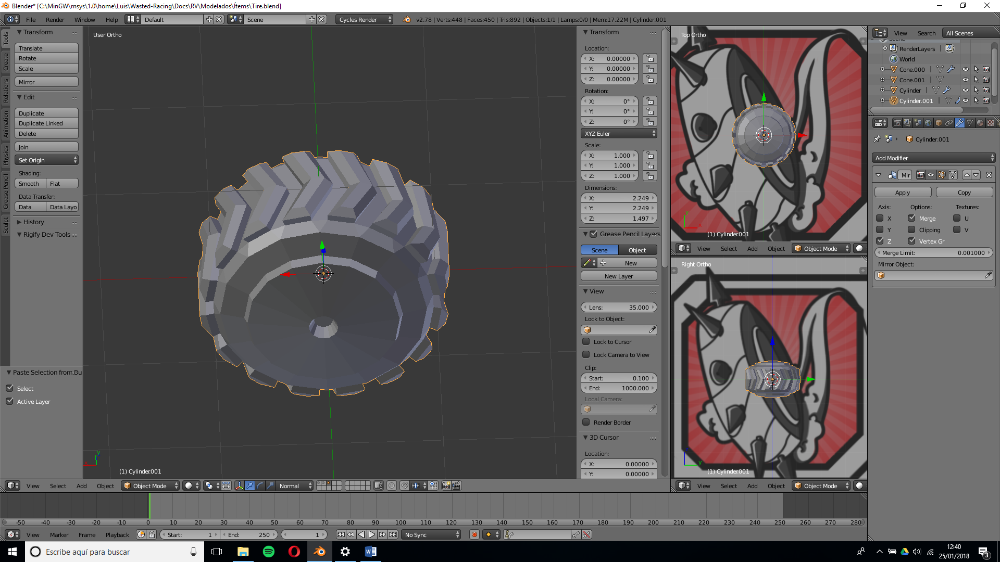 Blender* [C:\MinGW\msys\1.0\home\Luis\Wasted-Racing\Docs\RV\Modelados\Ítems\Tire.blend]
File Render Window Help Default Scene Cycles Render v2.78 | Verts:448 | Faces:450 | Tris:892 | Objects:1/1 | Lamps:0/0 | Mem:17.22M | Cylinder.001
Tools
Create
Relations
Animation
Physics
Grease Pencil
Sculpt
Transform
Translate
Rotate
Scale
Mirror
Edit
Duplicate
Duplicate Linked
Delete
Join
Set Origin
Shading:
Smooth Flat
Data Transfer:
Data Data Layo
History
Rigify Dev Tools
Paste Selection from Bu
Select
Active Layer
User Ortho
(1) Cylinder.001
Transform
Location:
X: 0.00000
Y: 0.00000
Z: 0.00000
Rotation:
X: 0°
Y: 0°
Z: 0°
XYZ Euler
Scale:
X: 1.000
Y: 1.000
Z: 1.000
Dimensions:
X: 2.249
Y: 2.249
Z: 1.497
Grease Pencil Layers
Scene Object
New
New Layer
View
Lens: 35.000
Lock to Object:
Lock to Cursor
Lock Camera to View
Clip:
Start: 0.100
End: 1000.000
Local Camera:
Render Border
3D Cursor
Location:
X: 0.00000
Y: 0.00000
Top Ortho
(1) Cylinder.001
View Select Add Object Object Mode
Right Ortho
(1) Cylinder.001
View Select Add Object Object Mode
View Search All Scenes
Scene
RenderLayers |
World
Cone.000
Cone.001
Cylinder
Cylinder.001
Cylinder.001
Add Modifier
Mir
Apply Copy
Axis: Options: Textures:
X Merge U
Y Clipping V
Z Vertex Gr
Merge Limit: 0.001000
Mirror Object:
View Select Add Object Object Mode Normal
-50 -40 -30 -20 -10 0 10 20 30 40 50 60 70 80 90 100 110 120 130 140 150 160 170 180 190 200 210 220 230 240 250 260 270 280
View Marker Frame Playback Start: 1 End: 250 1 No Sync
Escribe aquí para buscar
12:40
25/01/2018
3